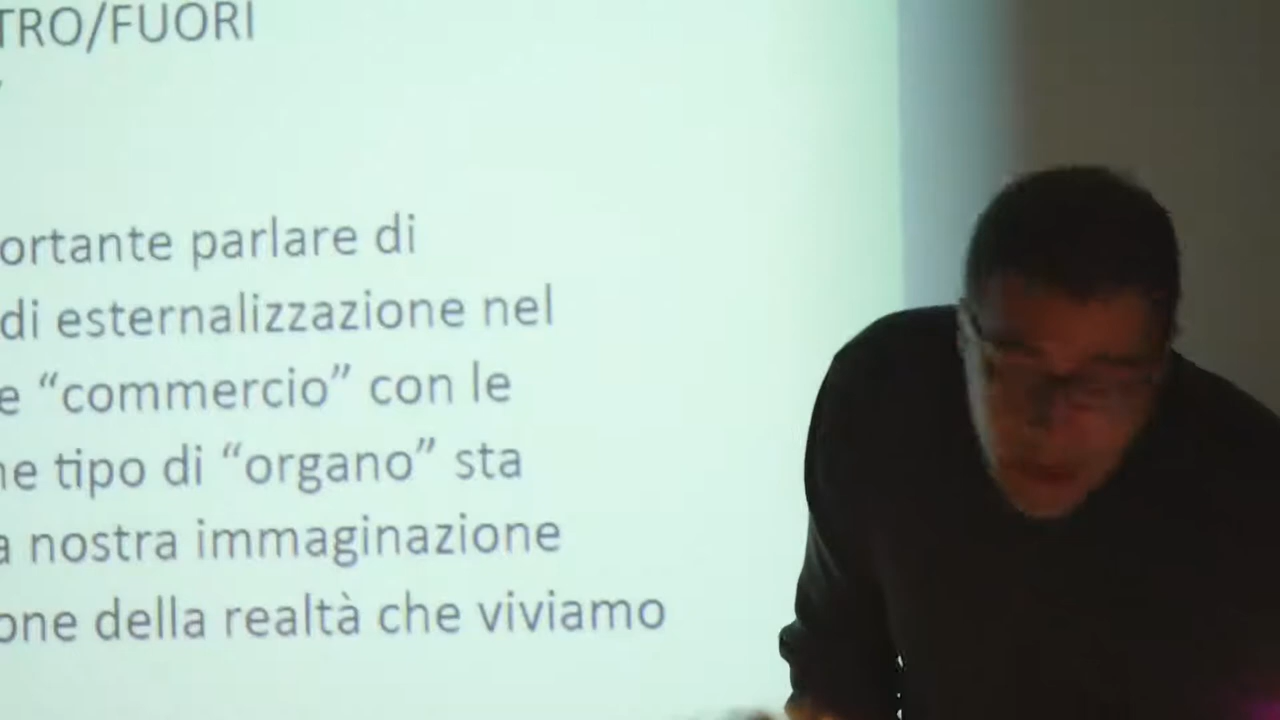 TRO/FUORI
ortante parlare di
di esternalizzazione nel
e “commercio” con le
ne tipo di “organo” sta
a nostra immaginazione
one della realtà che viviamo